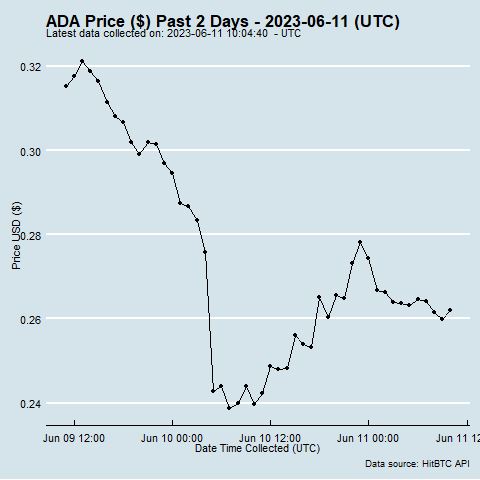 ADA Price ($) Past 2 Days - 2023-06-11 (UTC)
Latest data collected on: 2023-06-11 10:04:40 - UTC
0.32
0.30
0.28
0.26
0.24
Price USD ($)
Jun 09 12:00 Jun 10 00:00 Jun 10 12:00 Jun 11 00:00 Jun 11 12
Date Time Collected (UTC)
Data source: HitBTC API